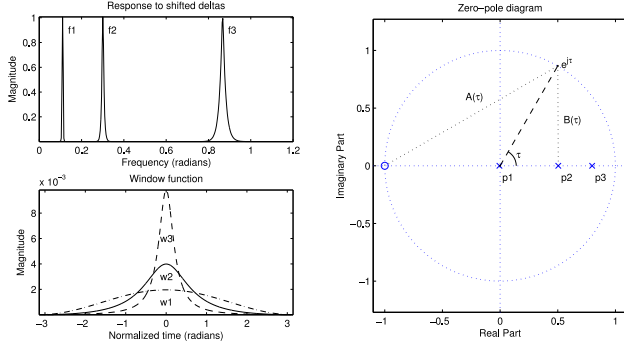 Response to shifted deltas
Magnitude
1
0.8
0.6
0.4
0.2
f1
f2
f3
0
0.2
0.4
0.6
0.8
1
1.2
Frequency (radians)
x 10⁻³
Window function
Magnitude
8
6
4
2
w3
w2
w1
−3
−2
−1
0
1
2
3
Normalized time (radians)
Zero−pole diagram
Imaginary Part
1
0.5
0
−0.5
−1
e^jτ
A(τ)
B(τ)
τ
p1
p2
p3
−1
−0.5
0
0.5
1
Real Part